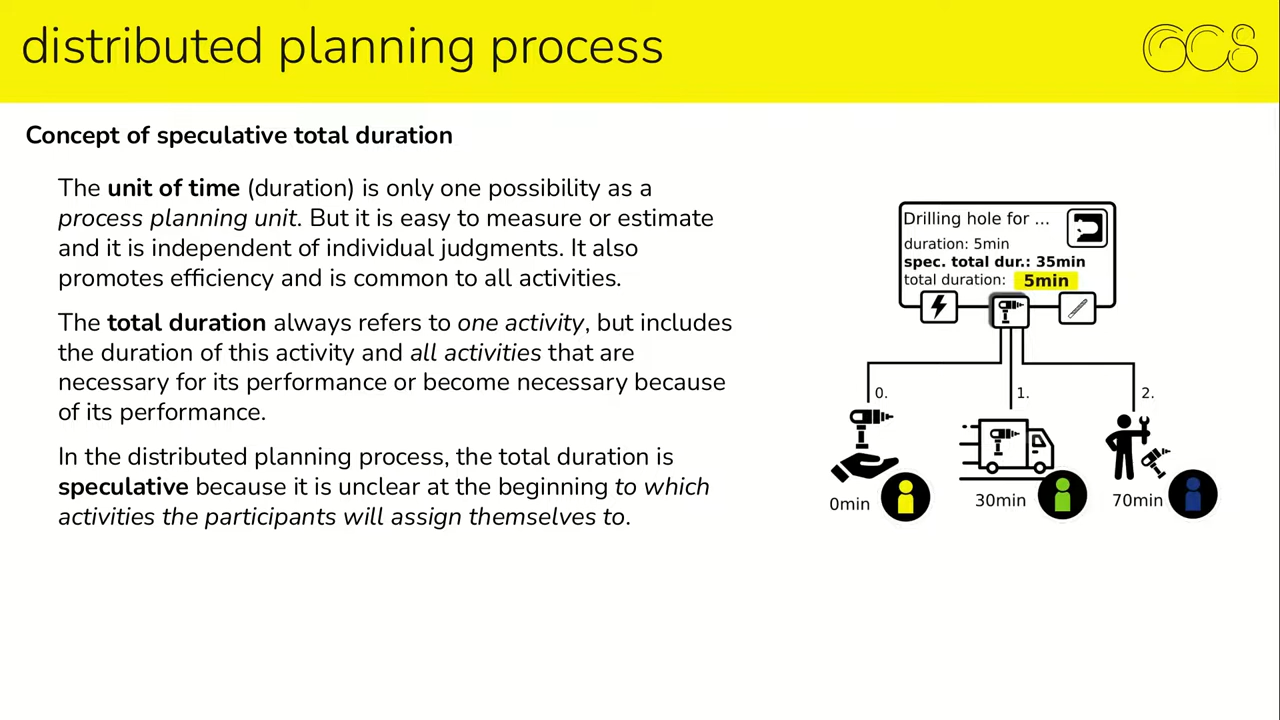 distributed planning process
GCS
Concept of speculative total duration
The unit of time (duration) is only one possibility as a
process planning unit. But it is easy to measure or estimate
and it is independent of individual judgments. It also
promotes efficiency and is common to all activities.
The total duration always refers to one activity, but includes
the duration of this activity and all activities that are
necessary for its performance or become necessary because
of its performance.
In the distributed planning process, the total duration is
speculative because it is unclear at the beginning to which
activities the participants will assign themselves to.
Drilling hole for ...
duration: 5min
spec. total dur.: 35min
total duration: 5min
0.
1.
2.
0min
30min
70min